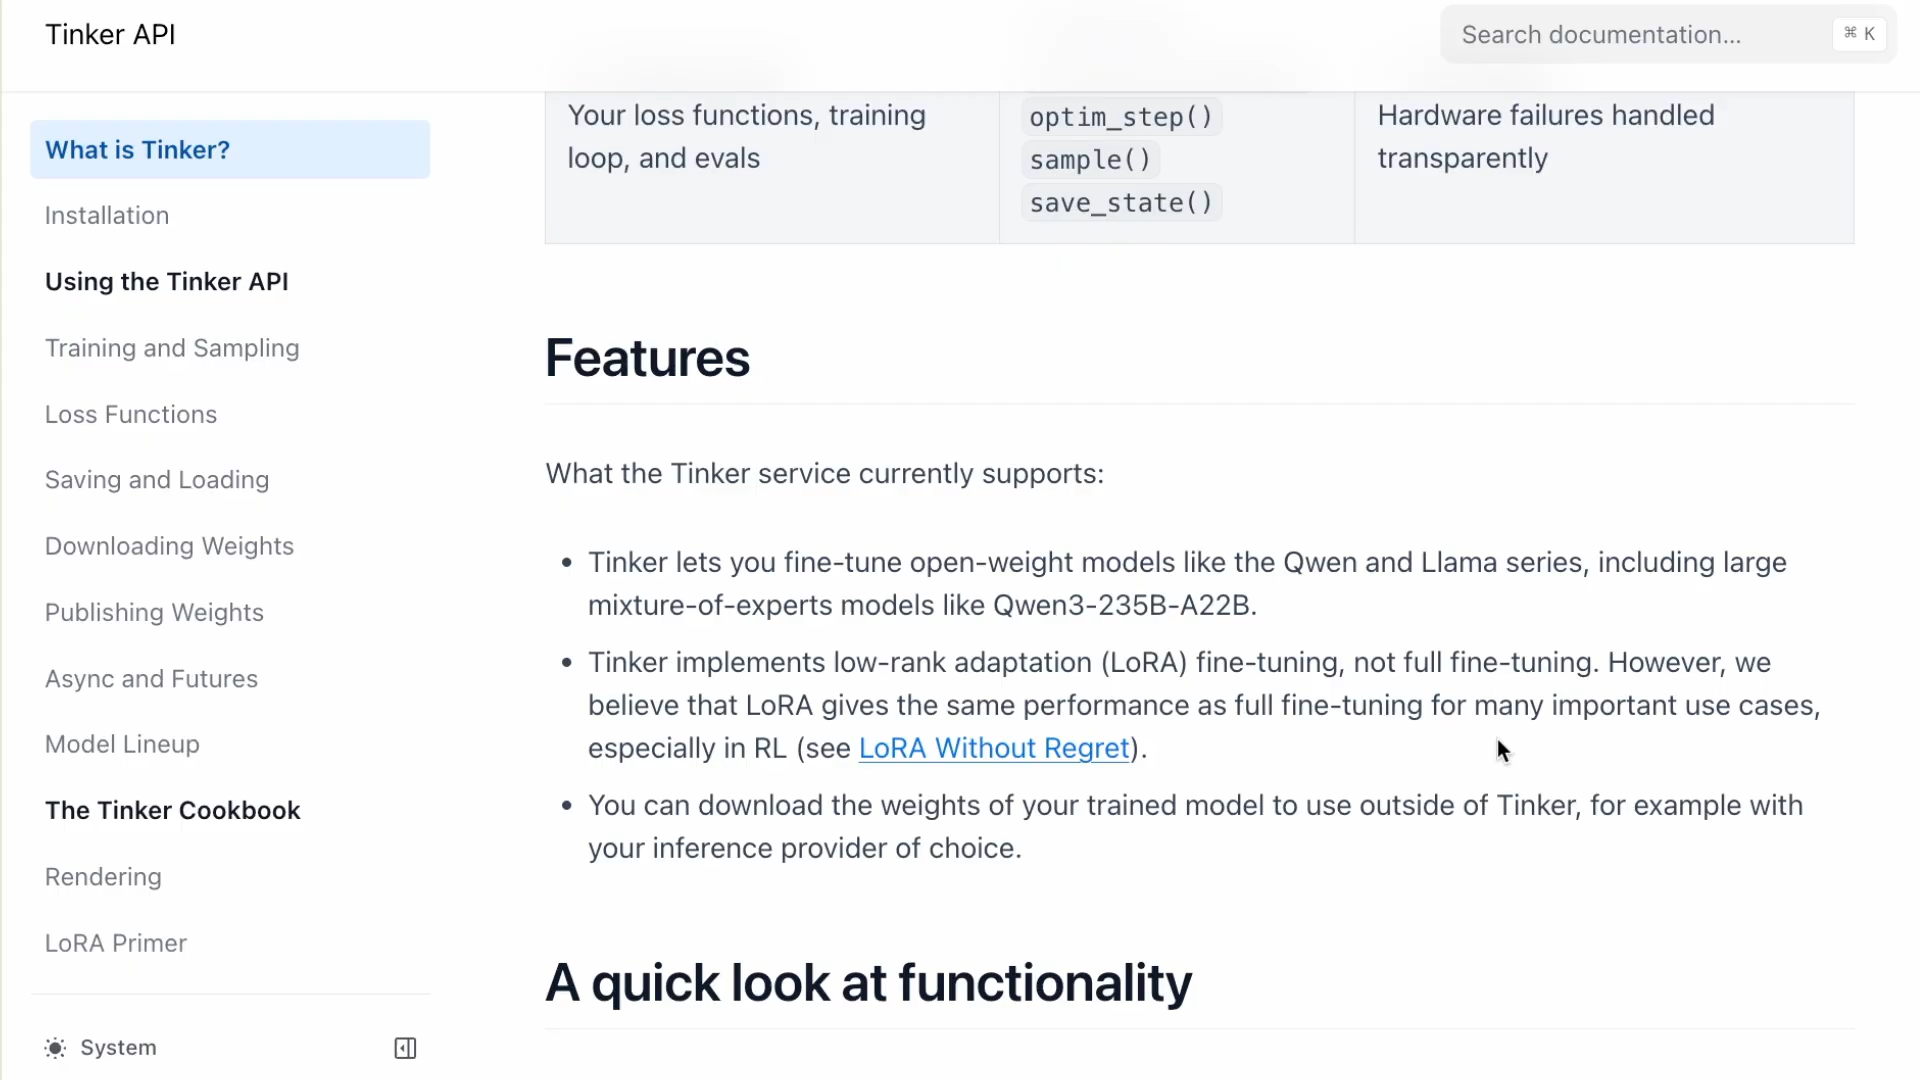 Tinker API
Search documentation...
⌘ K
What is Tinker?
Installation
Using the Tinker API
Training and Sampling
Loss Functions
Saving and Loading
Downloading Weights
Publishing Weights
Async and Futures
Model Lineup
The Tinker Cookbook
Rendering
LoRA Primer
System
Your loss functions, training
loop, and evals
optim_step()
sample()
save_state()
Hardware failures handled
transparently
Features
What the Tinker service currently supports:
• Tinker lets you fine-tune open-weight models like the Qwen and Llama series, including large
mixture-of-experts models like Qwen3-235B-A22B.
• Tinker implements low-rank adaptation (LoRA) fine-tuning, not full fine-tuning. However, we
believe that LoRA gives the same performance as full fine-tuning for many important use cases,
especially in RL (see LoRA Without Regret).
• You can download the weights of your trained model to use outside of Tinker, for example with
your inference provider of choice.
A quick look at functionality